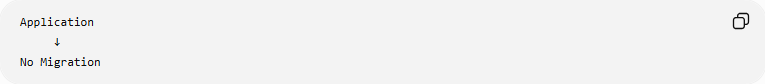 Application
↓
No Migration